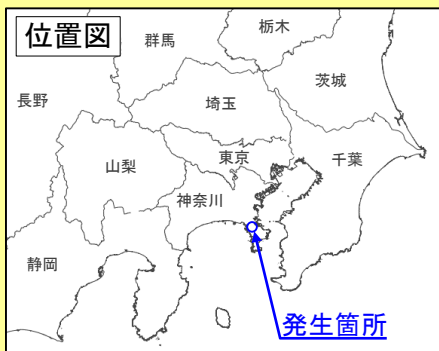 位置図
栃木
群馬
茨城
長野
埼玉
東京
山梨
千葉
神奈川
静岡
発生箇所